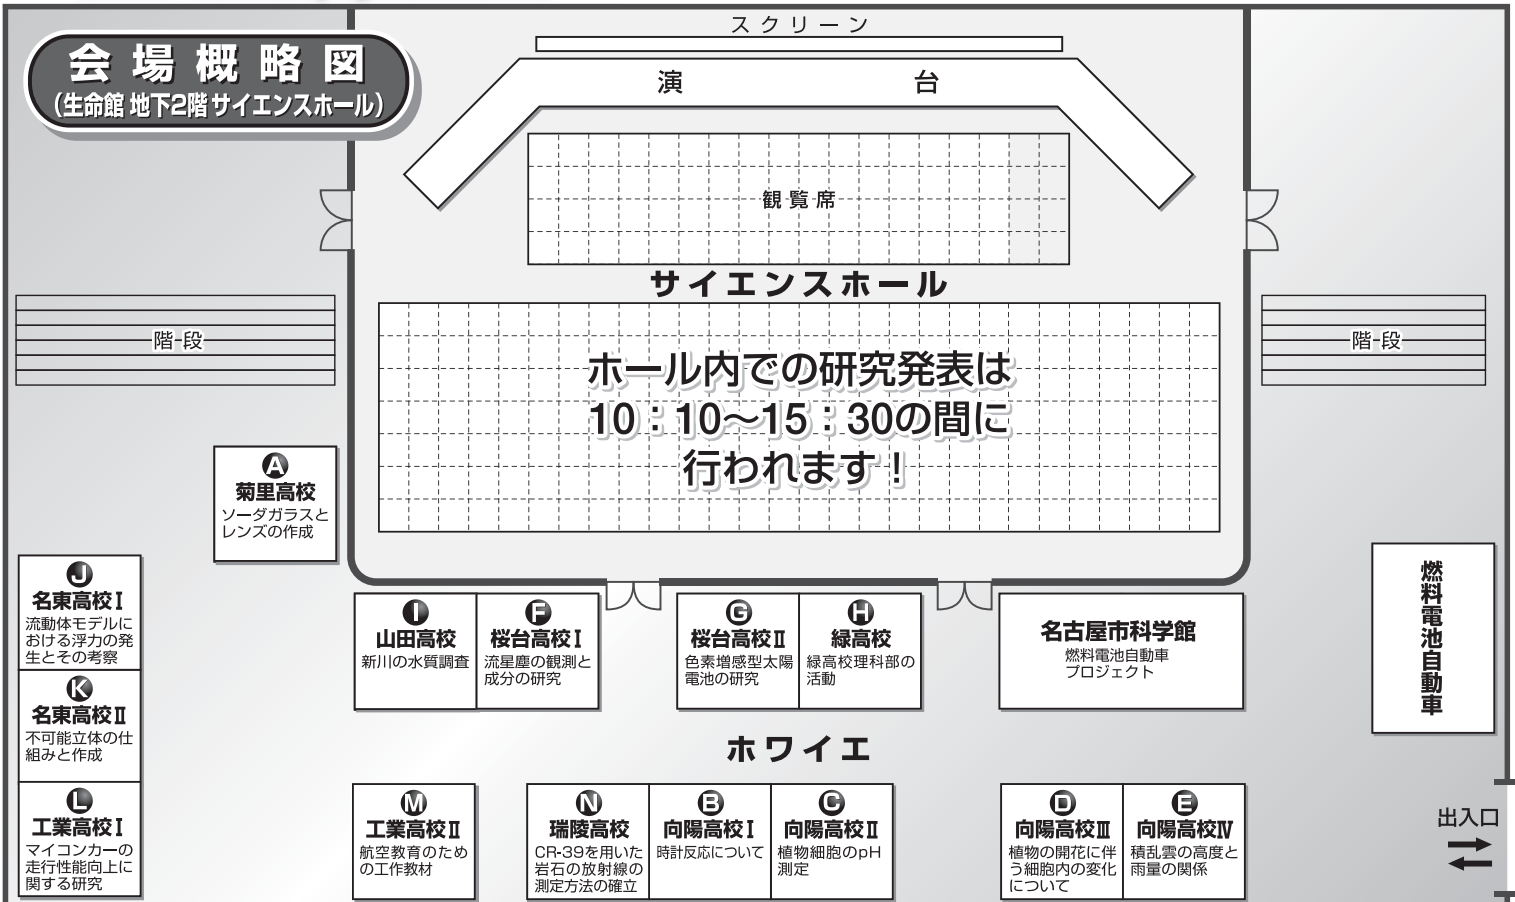 会場概略図
(生命館 地下2階 サイエンスホール)
スクリーン
演台
観覧席
サイエンスホール
階段
階段
ホール内での研究発表は
10：10～15：30の間に
行われます！
A
菊里高校
ソーダガラスと
レンズの作成
J
名東高校Ⅰ
流動体モデルに
おける浮力の発
生とその考察
K
名東高校Ⅱ
不可能立体の仕
組みと作成
L
工業高校Ⅰ
マイコンカーの
走行性能向上に
関する研究
I
山田高校
新川の水質調査
F
桜台高校Ⅰ
流星塵の観測と
成分の研究
G
桜台高校Ⅱ
色素増感型太陽
電池の研究
H
緑高校
緑高校理科部の
活動
名古屋市科学館
燃料電池自動車
プロジェクト
燃料電池自動車
ホワイエ
M
工業高校Ⅱ
航空教育のため
の工作教材
N
瑞陵高校
CR-39を用いた
岩石の放射線の
測定方法の確立
B
向陽高校Ⅰ
時計反応について
C
向陽高校Ⅱ
植物細胞のpH
測定
D
向陽高校Ⅲ
植物の開花に伴
う細胞内の変化
について
E
向陽高校Ⅳ
積乱雲の高度と
雨量の関係
出入口